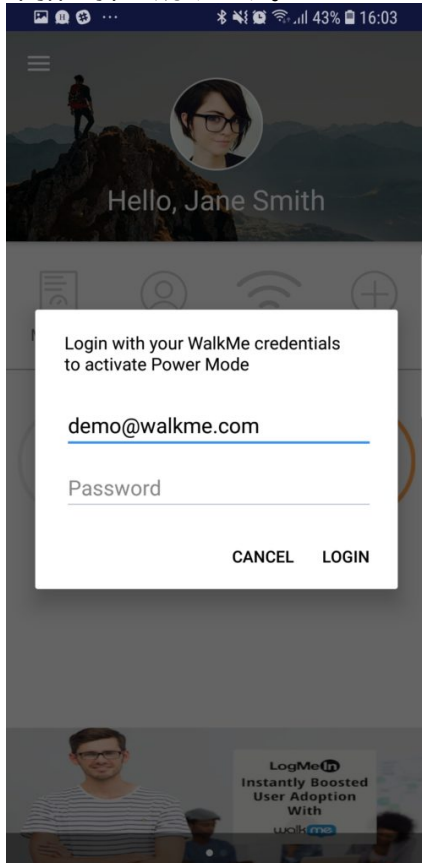 43% 16:03
Hello, Jane Smith
Login with your WalkMe credentials
to activate Power Mode
demo@walkme.com
Password
CANCEL LOGIN
LogMeIn
Instantly Boosted
User Adoption
With
walkme